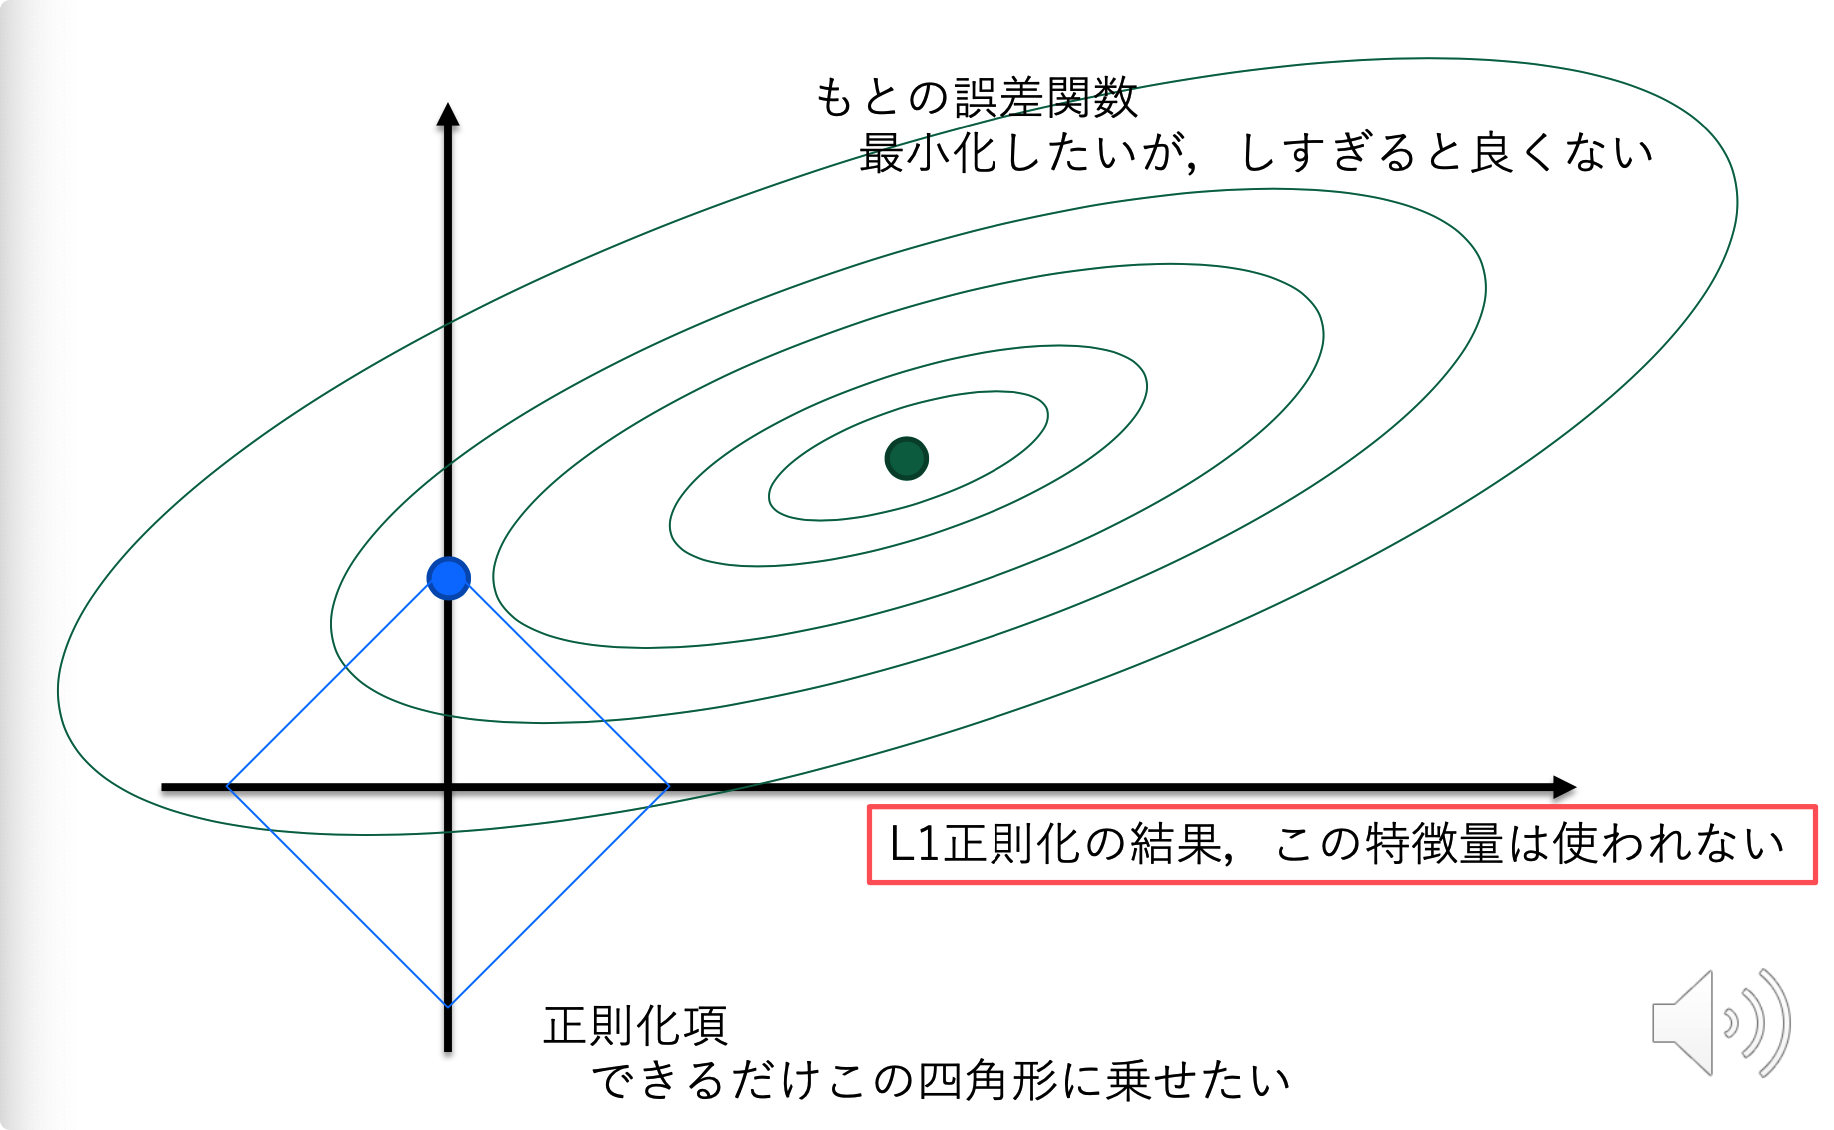 もとの誤差関数
最小化したいが，しすぎると良くない
L1正則化の結果，この特徴量は使われない
正則化項
できるだけこの四角形に乗せたい